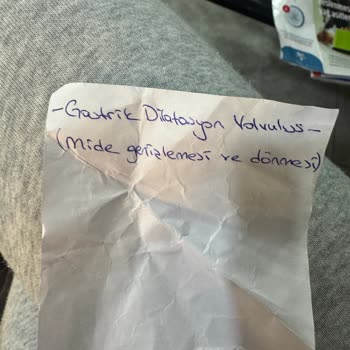 -Gastrik Dilatasyon Volvulus-
(Mide genişlemesi ve dönmesi)